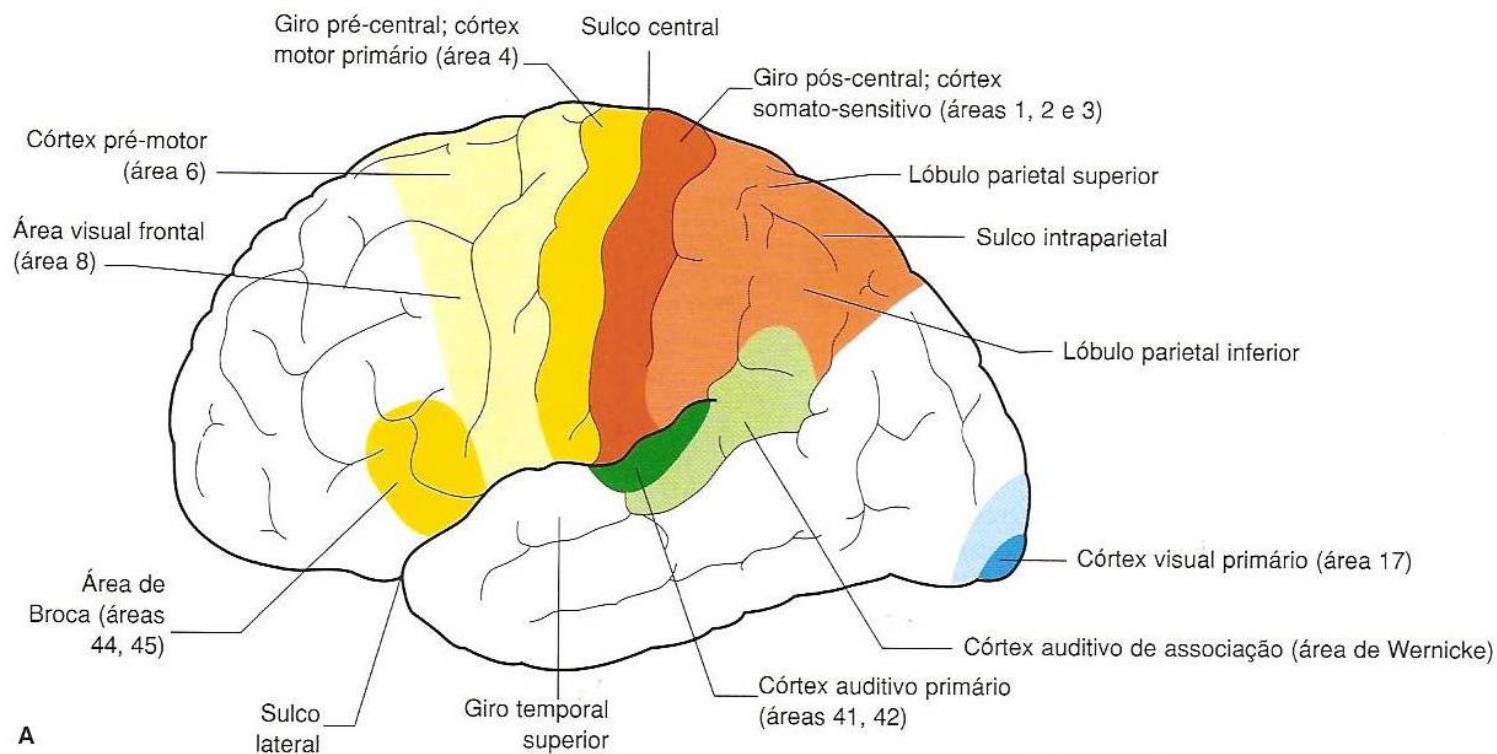 Giro pré-central; córtex
motor primário (área 4)
Sulco central
Giro pós-central; córtex
somato-sensitivo (áreas 1, 2 e 3)
Córtex pré-motor
(área 6)
Lóbulo parietal superior
Área visual frontal
(área 8)
Sulco intraparietal
Lóbulo parietal inferior
Córtex visual primário (área 17)
Área de
Broca (áreas
44, 45)
Córtex auditivo de associação (área de Wernicke)
Córtex auditivo primário
(áreas 41, 42)
Giro temporal
superior
Sulco
lateral
A